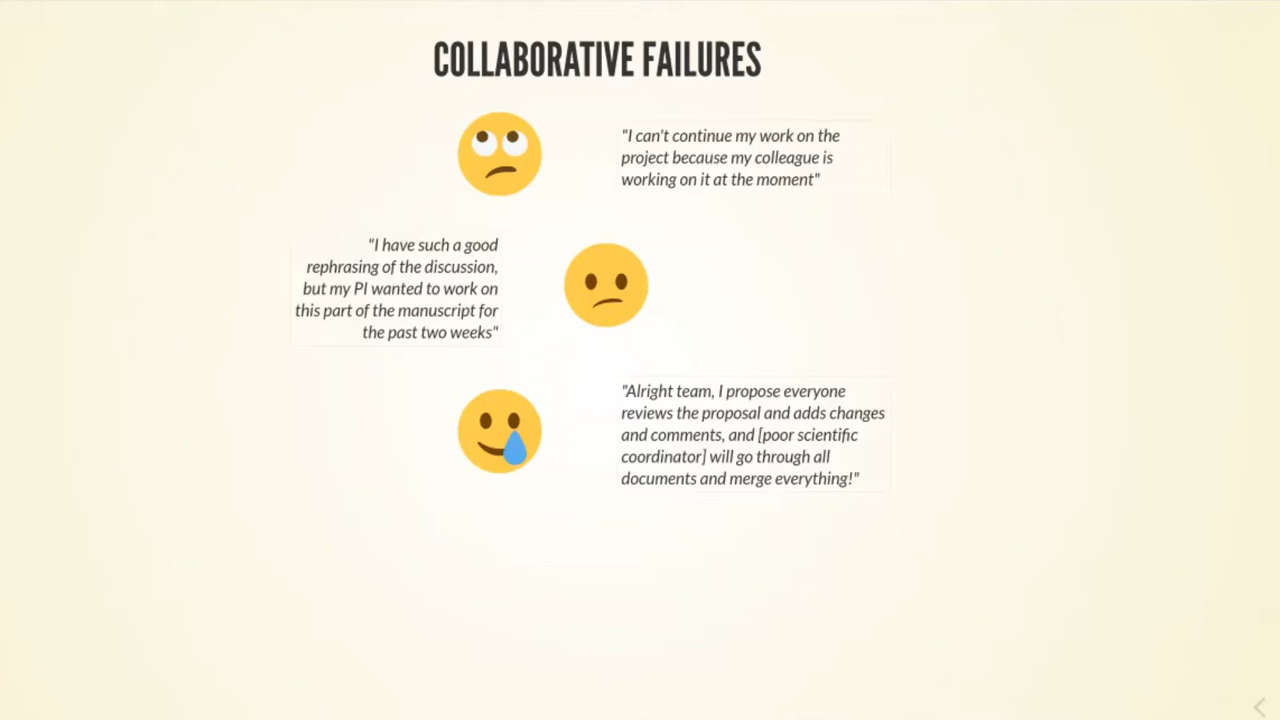 COLLABORATIVE FAILURES
"I can't continue my work on the
project because my colleague is
working on it at the moment"
"I have such a good
rephrasing of the discussion,
but my PI wanted to work on
this part of the manuscript for
the past two weeks"
"Alright team, I propose everyone
reviews the proposal and adds changes
and comments, and [poor scientific
coordinator] will go through all
documents and merge everything!"